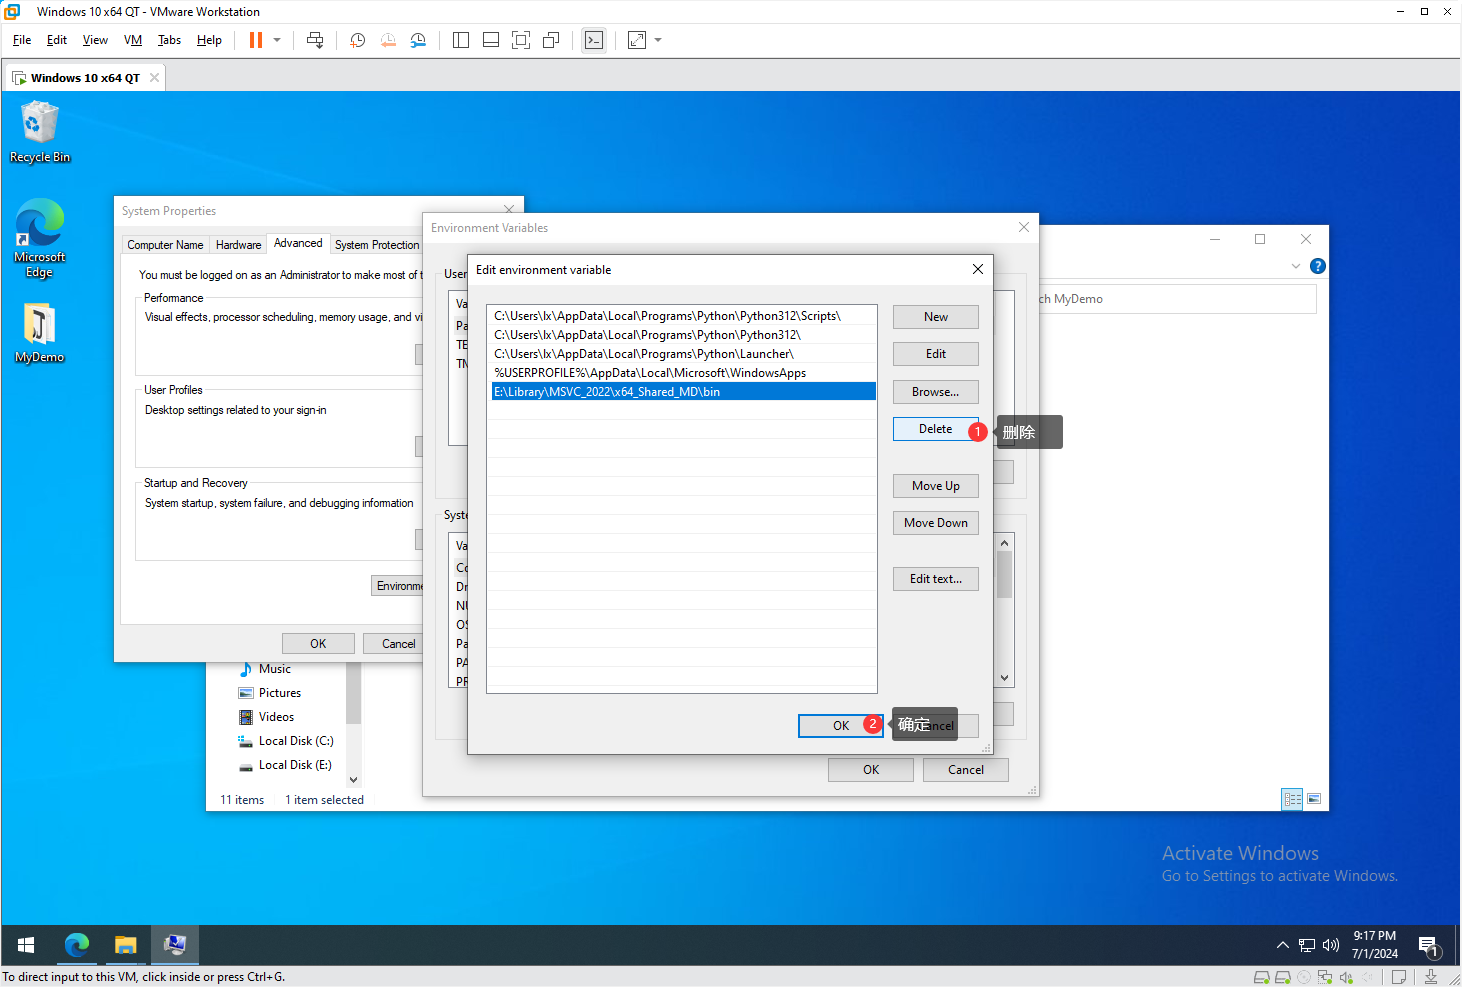 Windows 10 x64 QT - VMware Workstation
File Edit View VM Tabs Help
Windows 10 x64 QT
Recycle Bin
Microsoft
Edge
MyDemo
System Properties
Computer Name Hardware Advanced System Protection
You must be logged on as an Administrator to make most of t
Performance
Visual effects, processor scheduling, memory usage, and vi
User Profiles
Desktop settings related to your sign-in
Startup and Recovery
System startup, system failure, and debugging information
Environme
OK Cancel
Environment Variables
User
Va
Pa
TE
TN
Syste
Va
Co
Dr
NU
OS
Pa
PA
PR
OK Cancel
Edit environment variable
C:\Users\lx\AppData\Local\Programs\Python\Python312\Scripts\
C:\Users\lx\AppData\Local\Programs\Python\Python312\
C:\Users\lx\AppData\Local\Programs\Python\Launcher\
%USERPROFILE%\AppData\Local\Microsoft\WindowsApps
E:\Library\MSVC_2022\x64_Shared_MD\bin
New
Edit
Browse...
Delete 1 删除
Move Up
Move Down
Edit text...
OK 2 确定 ncel
ch MyDemo
Music
Pictures
Videos
Local Disk (C:)
Local Disk (E:)
11 items 1 item selected
Activate Windows
Go to Settings to activate Windows.
9:17 PM
7/1/2024
1
To direct input to this VM, click inside or press Ctrl+G.